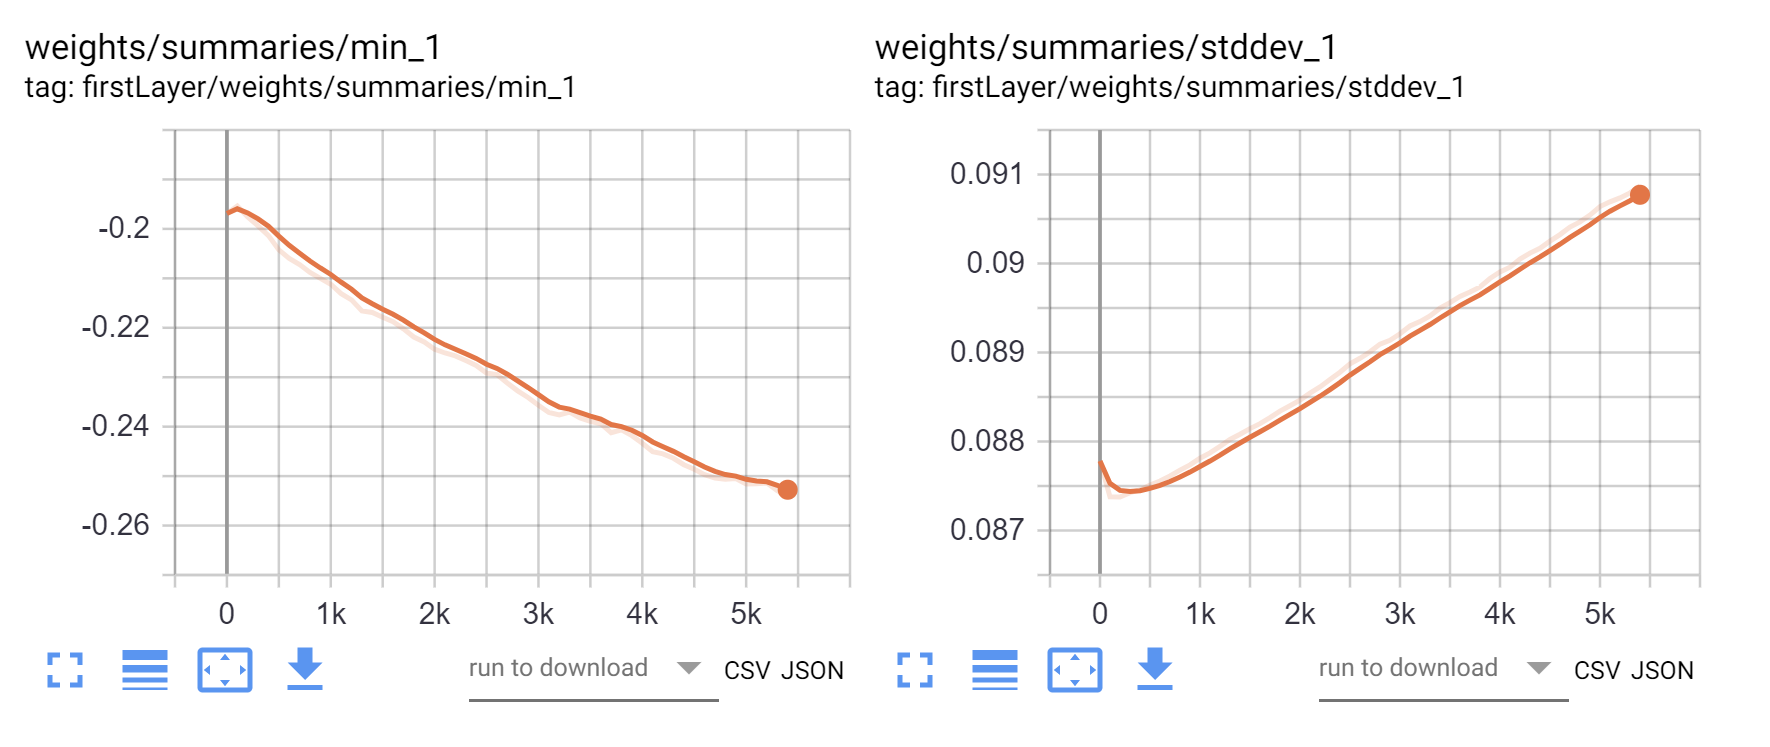 weights/summaries/min_1
tag: firstLayer/weights/summaries/min_1
-0.2
-0.22
-0.24
-0.26
0 1k 2k 3k 4k 5k
run to download CSV JSON
weights/summaries/stddev_1
tag: firstLayer/weights/summaries/stddev_1
0.091
0.09
0.089
0.088
0.087
0 1k 2k 3k 4k 5k
run to download CSV JSON